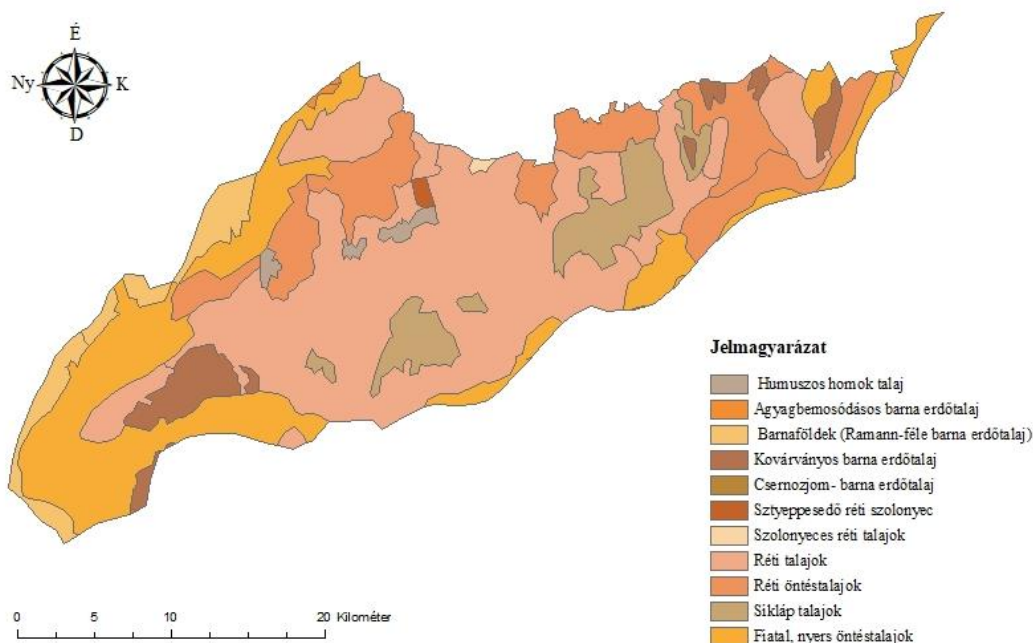 É
Ny K
D
Jelmagyarázat
Humuszos homok talaj
Agyagbemosódásos barna erdőtalaj
Barnaföldek (Ramann-féle barna erdőtalaj)
Kovárványos barna erdőtalaj
Csernozjom- barna erdőtalaj
Sztyeppesedő réti szolonyec
Szolonyeces réti talajok
Réti talajok
Réti öntéstalajok
Síkláp talajok
Fiatal, nyers öntéstalajok
0 5 10 20 Kilométer